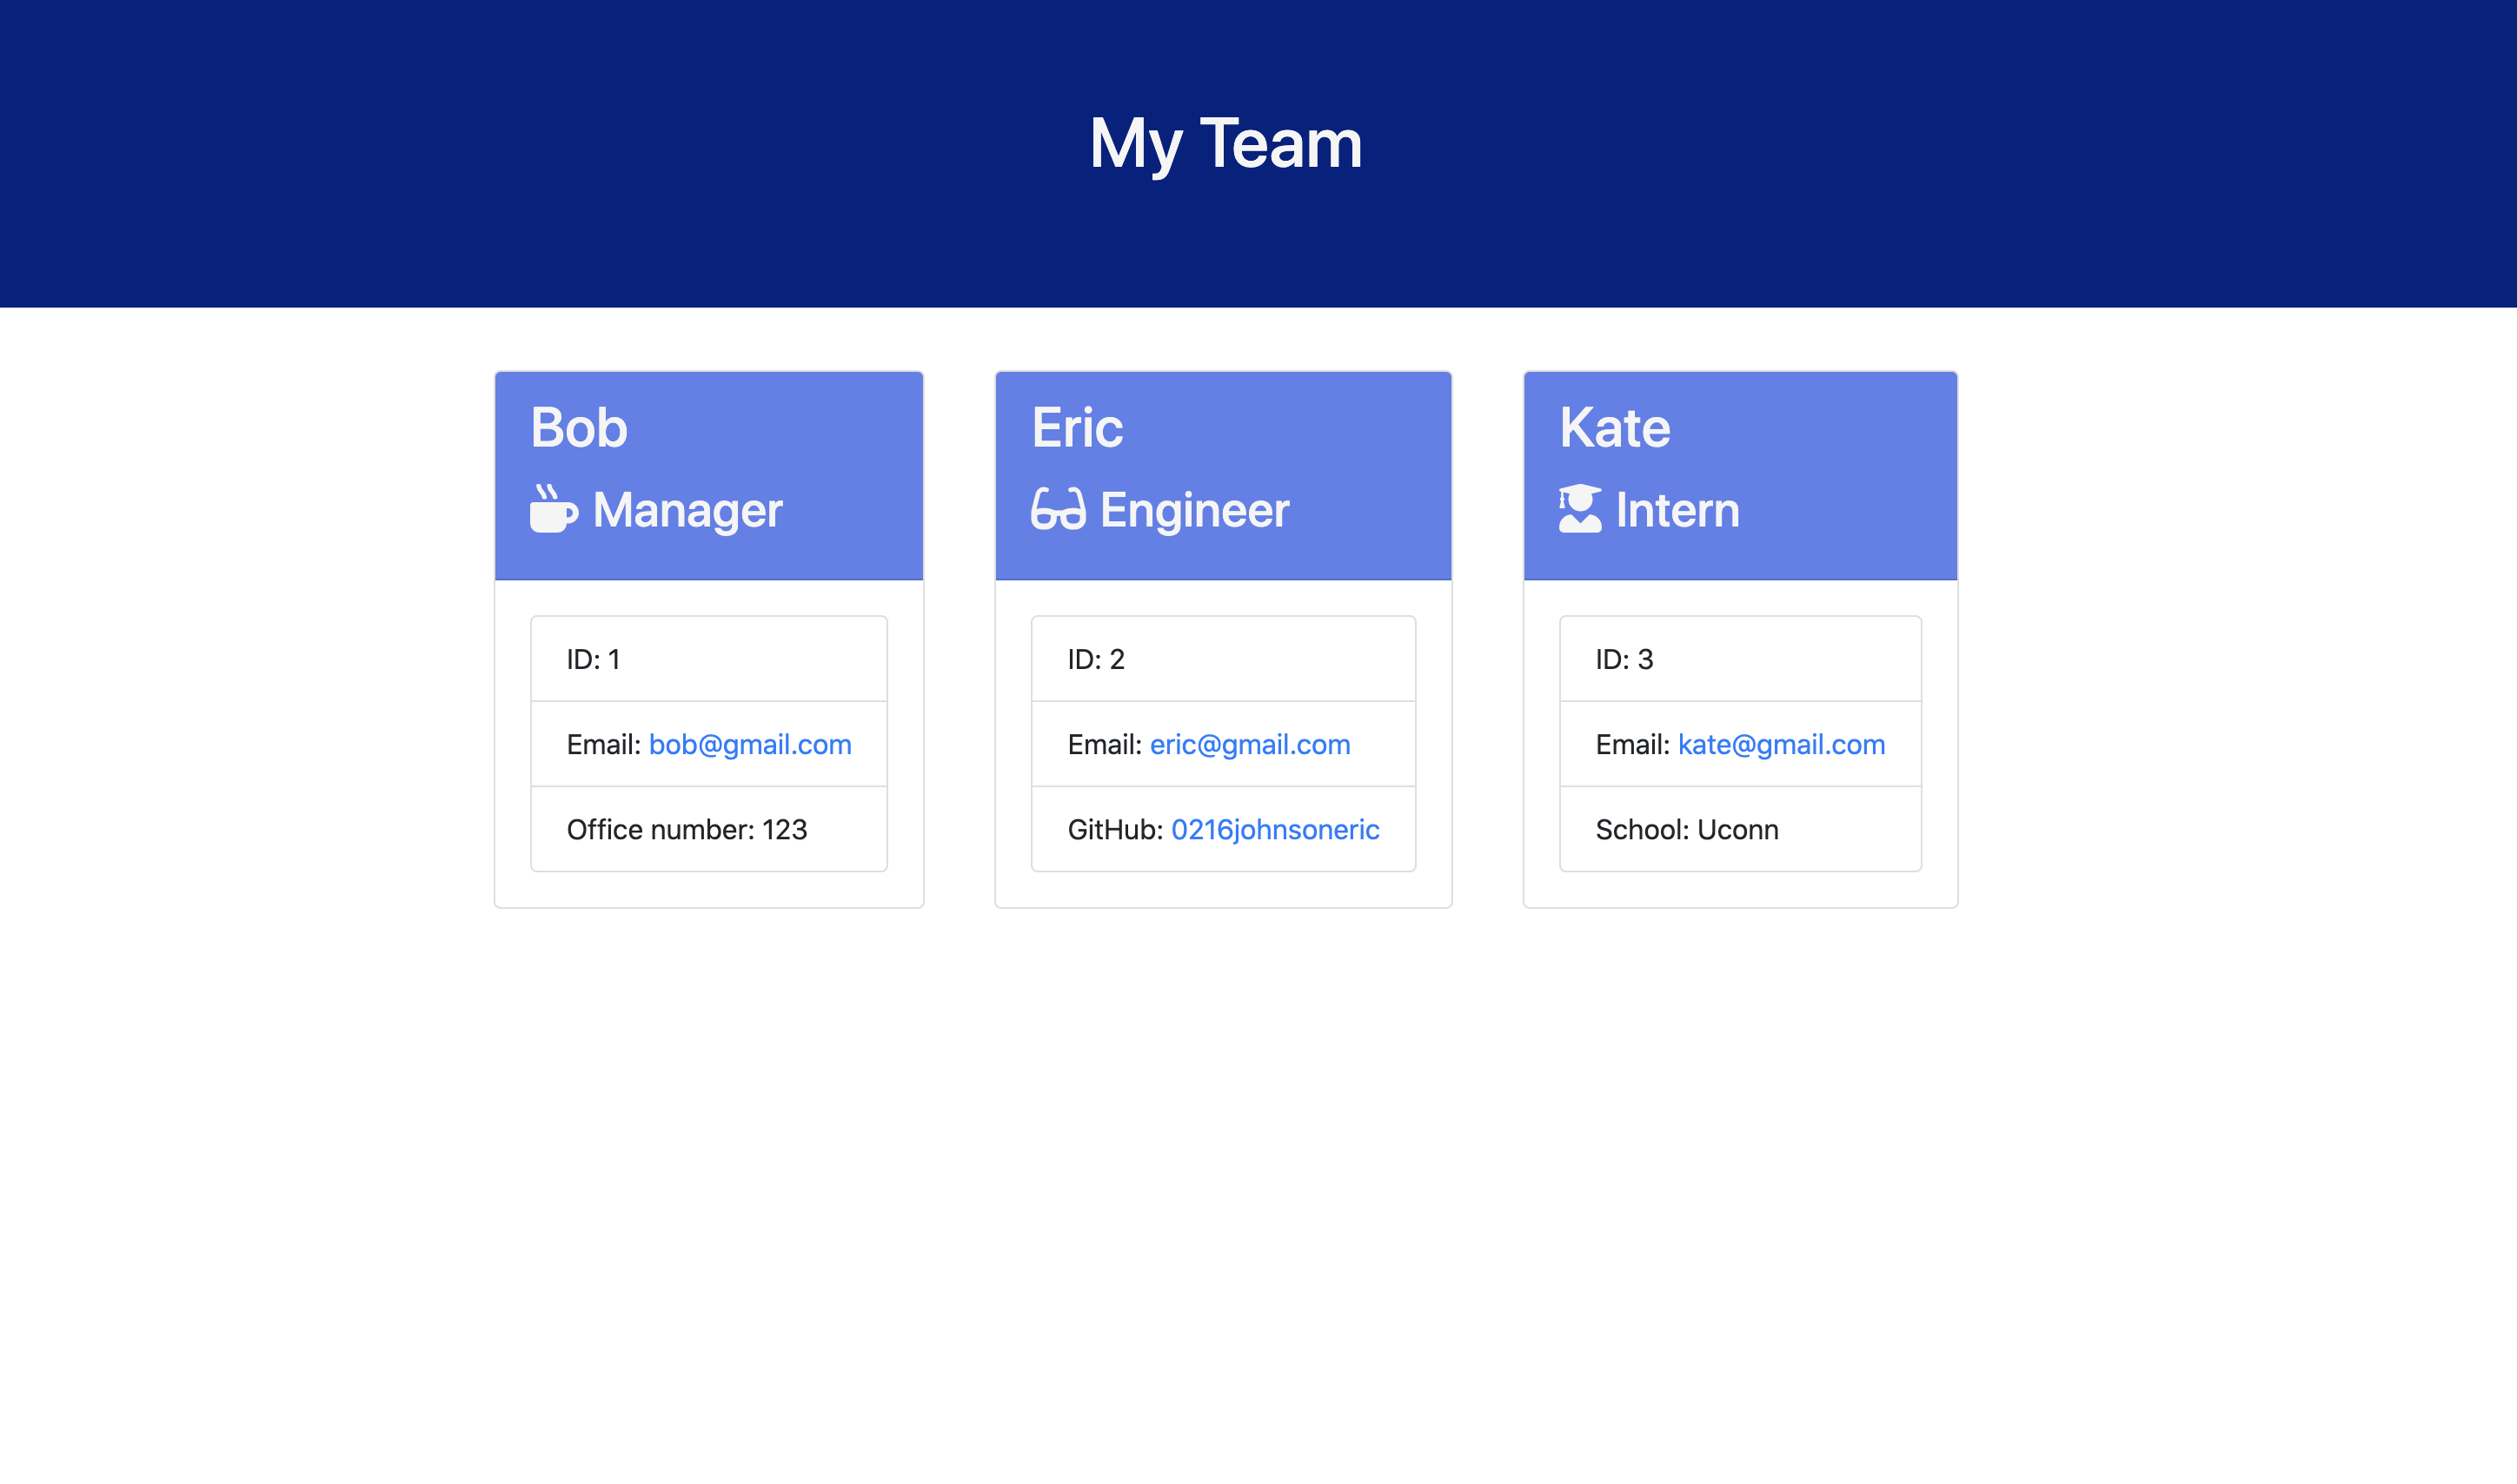 My Team
Bob
Manager
ID: 1
Email: bob@gmail.com
Office number: 123
Eric
Engineer
ID: 2
Email: eric@gmail.com
GitHub: 0216johnsoneric
Kate
Intern
ID: 3
Email: kate@gmail.com
School: Uconn